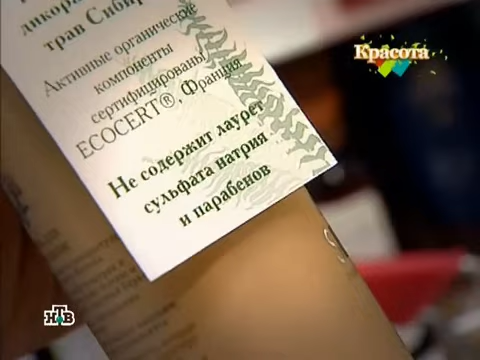 трав Сибир
Активные органические
компоненты
сертифицированы
ECOCERT®, Франция
Не содержит лаурет
сульфата натрия
и парабенов
Красота
НТВ